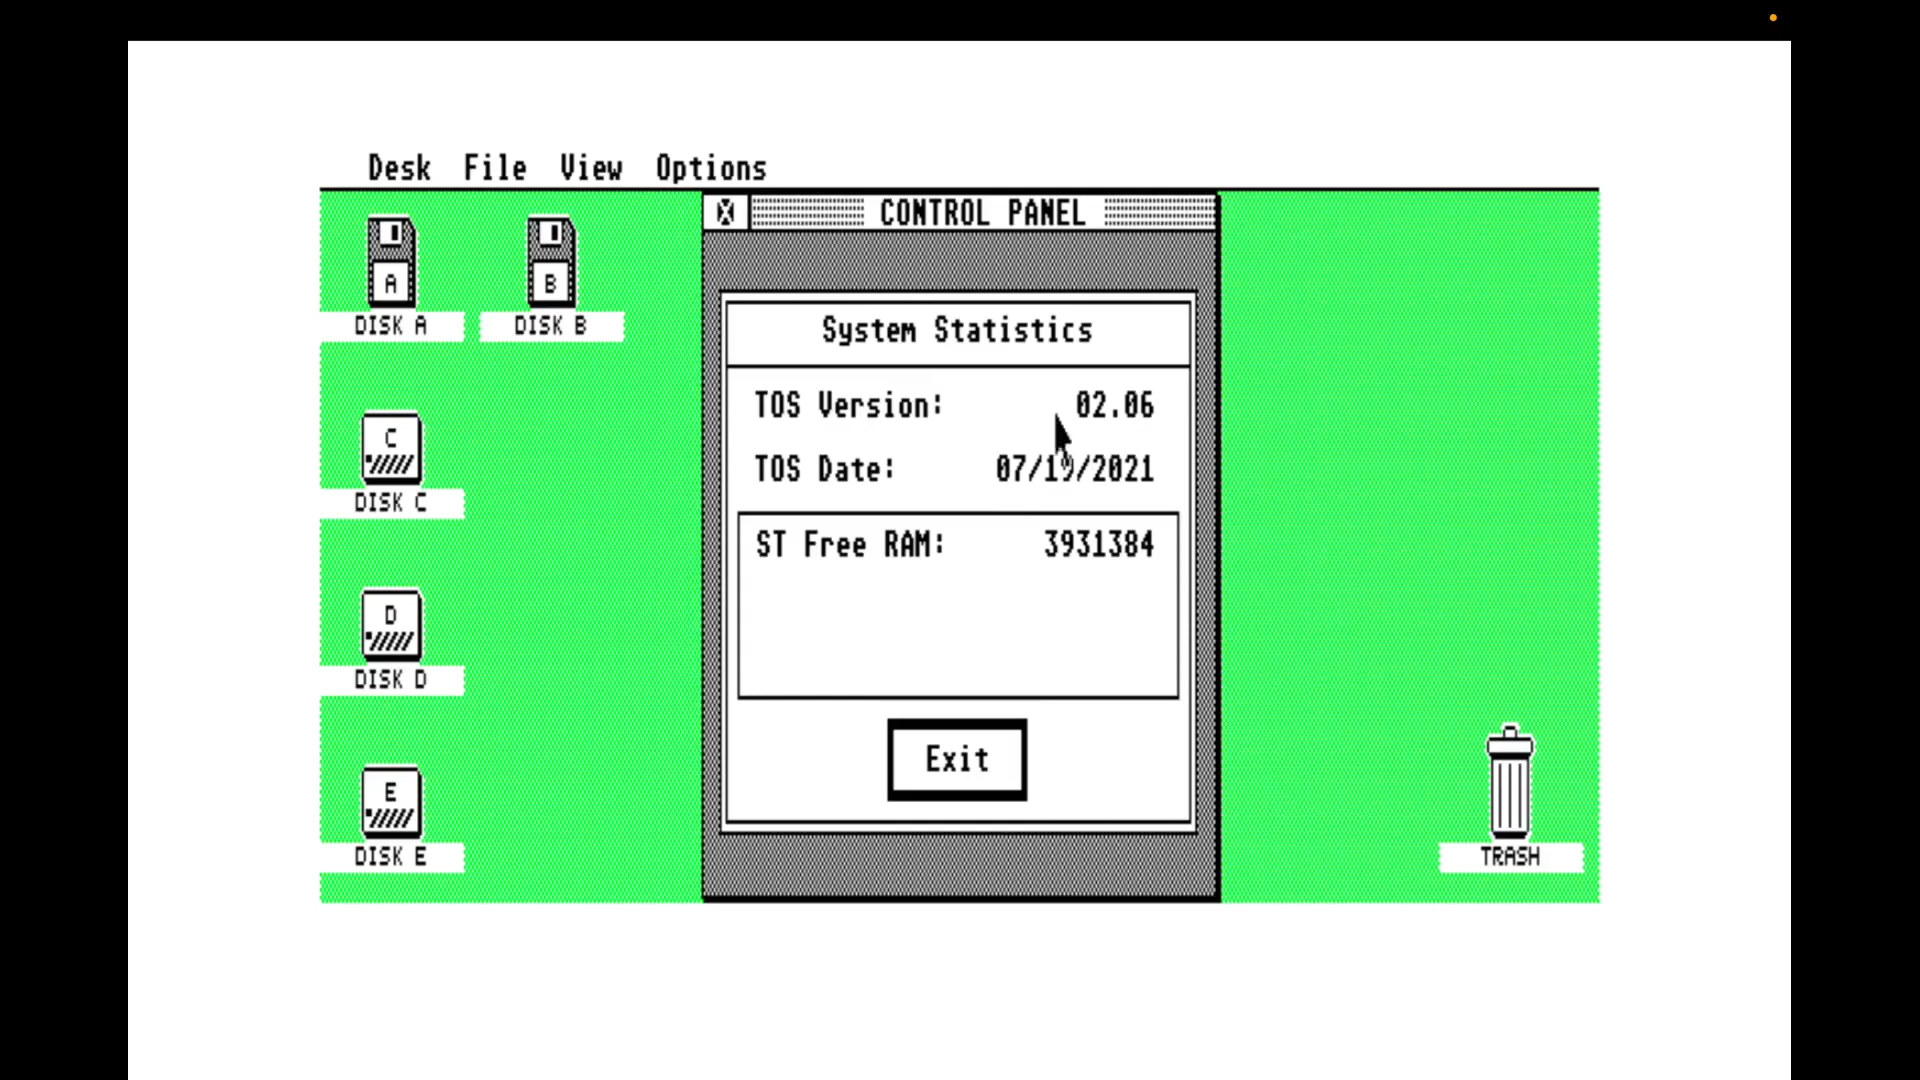 Desk File View Options
CONTROL PANEL
A
B
DISK A
DISK B
System Statistics
TOS Version: 02.06
TOS Date: 07/19/2021
ST Free RAM: 3931384
Exit
C
DISK C
D
DISK D
E
DISK E
TRASH